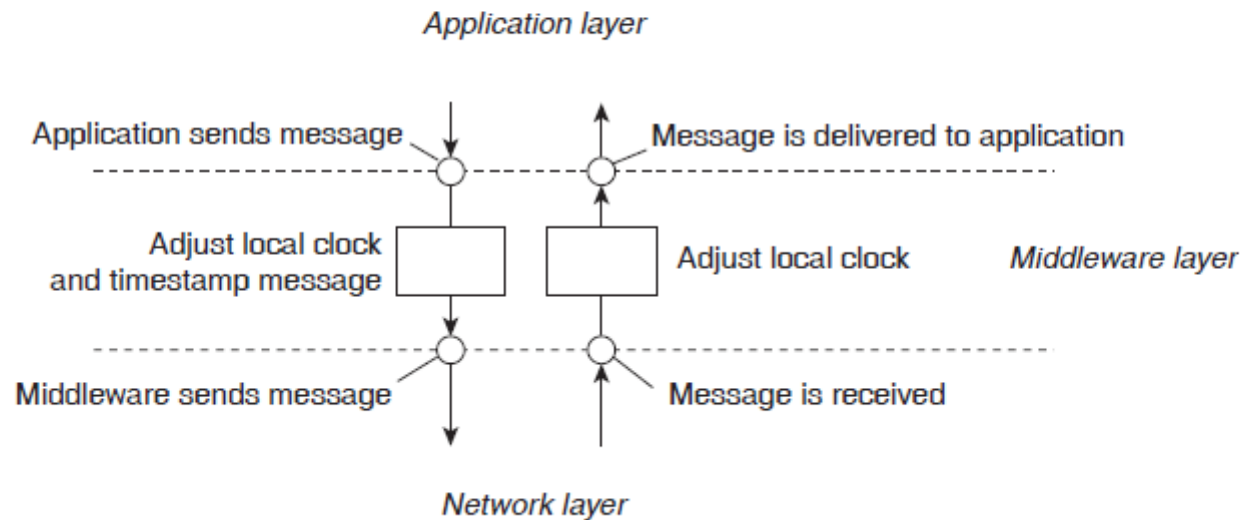 Application layer
Application sends message
Message is delivered to application
Adjust local clock
and timestamp message
Adjust local clock
Middleware layer
Middleware sends message
Message is received
Network layer